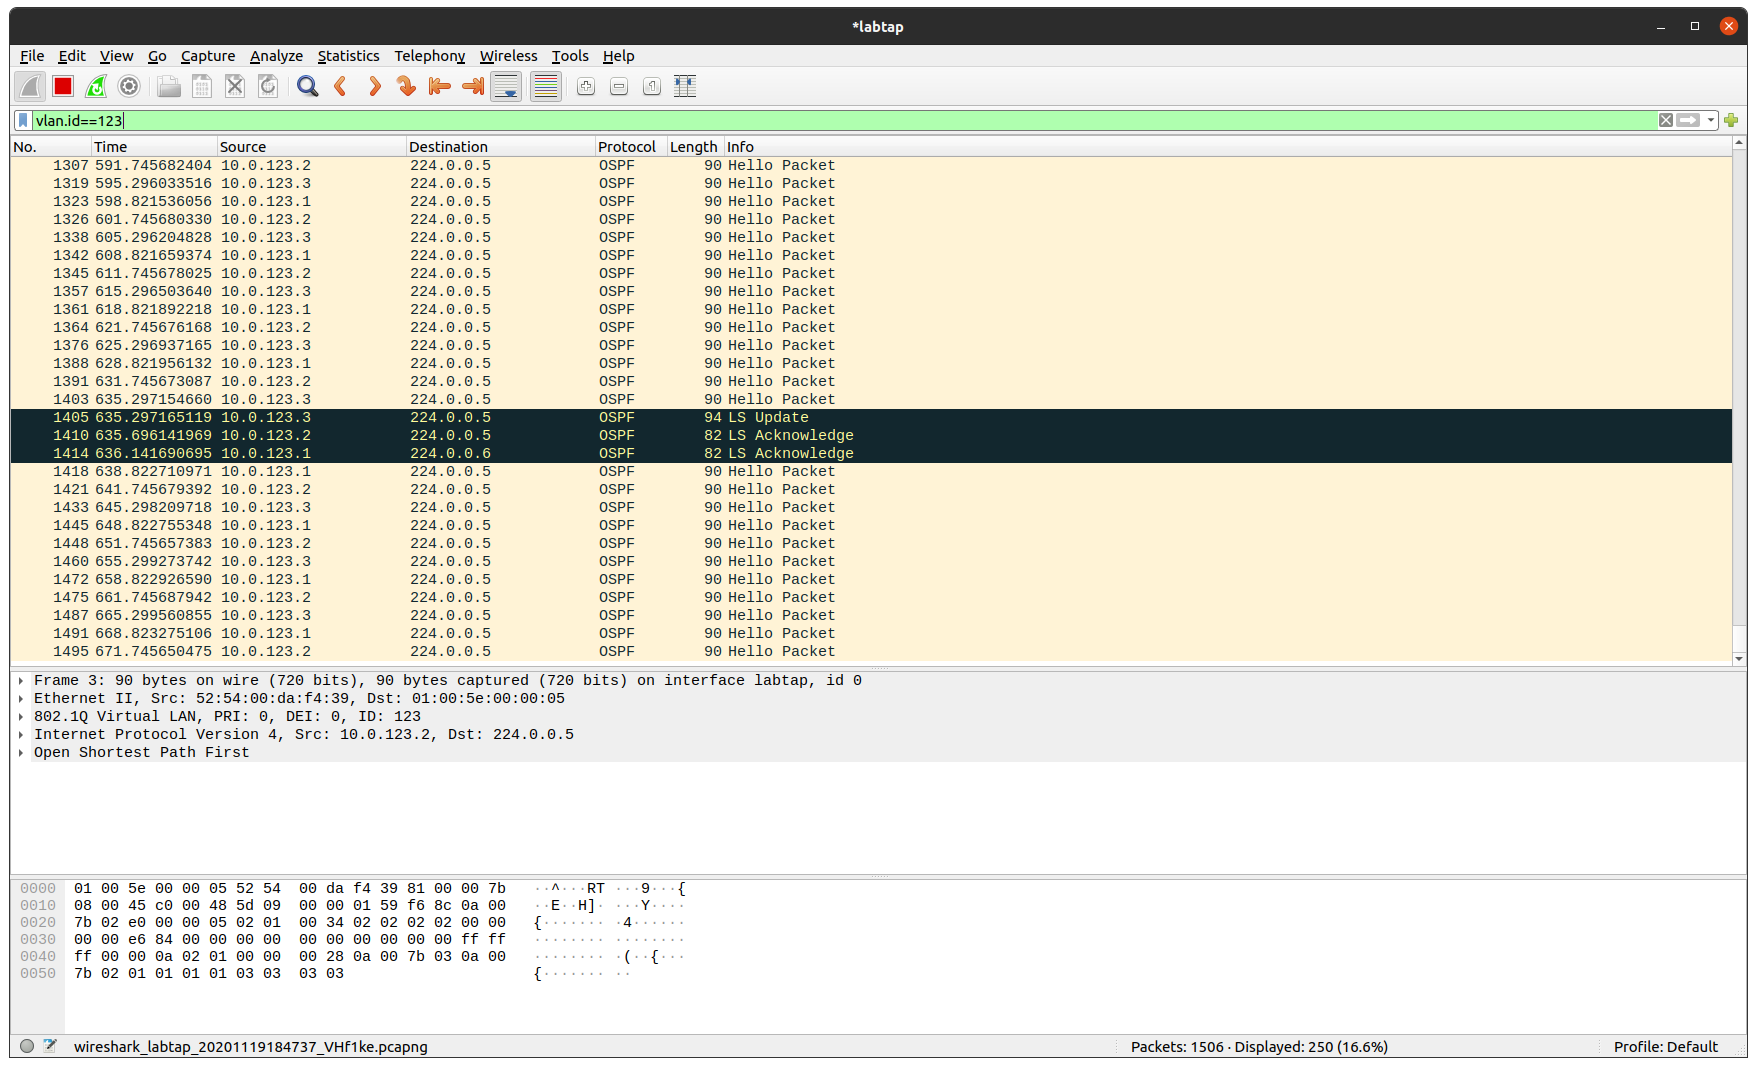 *labtap
File Edit View Go Capture Analyze Statistics Telephony Wireless Tools Help
vlan.id==123
No. Time Source Destination Protocol Length Info
1307 591.745682404 10.0.123.2 224.0.0.5 OSPF 90 Hello Packet
1319 595.296033516 10.0.123.3 224.0.0.5 OSPF 90 Hello Packet
1323 598.821536056 10.0.123.1 224.0.0.5 OSPF 90 Hello Packet
1326 601.745680330 10.0.123.2 224.0.0.5 OSPF 90 Hello Packet
1338 605.296204828 10.0.123.3 224.0.0.5 OSPF 90 Hello Packet
1342 608.821659374 10.0.123.1 224.0.0.5 OSPF 90 Hello Packet
1345 611.745678025 10.0.123.2 224.0.0.5 OSPF 90 Hello Packet
1357 615.296503640 10.0.123.3 224.0.0.5 OSPF 90 Hello Packet
1361 618.821892218 10.0.123.1 224.0.0.5 OSPF 90 Hello Packet
1364 621.745676168 10.0.123.2 224.0.0.5 OSPF 90 Hello Packet
1376 625.296937165 10.0.123.3 224.0.0.5 OSPF 90 Hello Packet
1388 628.821956132 10.0.123.1 224.0.0.5 OSPF 90 Hello Packet
1391 631.745673087 10.0.123.2 224.0.0.5 OSPF 90 Hello Packet
1403 635.297154660 10.0.123.3 224.0.0.5 OSPF 90 Hello Packet
1405 635.297165119 10.0.123.3 224.0.0.5 OSPF 94 LS Update
1410 635.696141969 10.0.123.2 224.0.0.5 OSPF 82 LS Acknowledge
1414 636.141690695 10.0.123.1 224.0.0.6 OSPF 82 LS Acknowledge
1418 638.822710971 10.0.123.1 224.0.0.5 OSPF 90 Hello Packet
1421 641.745679392 10.0.123.2 224.0.0.5 OSPF 90 Hello Packet
1433 645.298209718 10.0.123.3 224.0.0.5 OSPF 90 Hello Packet
1445 648.822755348 10.0.123.1 224.0.0.5 OSPF 90 Hello Packet
1448 651.745657383 10.0.123.2 224.0.0.5 OSPF 90 Hello Packet
1460 655.299273742 10.0.123.3 224.0.0.5 OSPF 90 Hello Packet
1472 658.822926590 10.0.123.1 224.0.0.5 OSPF 90 Hello Packet
1475 661.745687942 10.0.123.2 224.0.0.5 OSPF 90 Hello Packet
1487 665.299560855 10.0.123.3 224.0.0.5 OSPF 90 Hello Packet
1491 668.823275106 10.0.123.1 224.0.0.5 OSPF 90 Hello Packet
1495 671.745650475 10.0.123.2 224.0.0.5 OSPF 90 Hello Packet
Frame 3: 90 bytes on wire (720 bits), 90 bytes captured (720 bits) on interface labtap, id 0
Ethernet II, Src: 52:54:00:da:f4:39, Dst: 01:00:5e:00:00:05
802.1Q Virtual LAN, PRI: 0, DEI: 0, ID: 123
Internet Protocol Version 4, Src: 10.0.123.2, Dst: 224.0.0.5
Open Shortest Path First
0000 01 00 5e 00 00 05 52 54 00 da f4 39 81 00 00 7b ··^···RT ···9···{
0010 08 00 45 c0 00 48 5d 09 00 00 01 59 f6 8c 0a 00 ··E··H]· ···Y····
0020 7b 02 e0 00 00 05 02 01 00 34 02 02 02 02 00 00 {······· ·4······
0030 00 00 e6 84 00 00 00 00 00 00 00 00 00 00 ff ff ········ ········
0040 ff 00 00 0a 02 01 00 00 00 28 0a 00 7b 03 0a 00 ········ ·(··{···
0050 7b 02 01 01 01 01 03 03 03 03 {······· ··
wireshark_labtap_20201119184737_VHf1ke.pcapng Packets: 1506 · Displayed: 250 (16.6%) Profile: Default